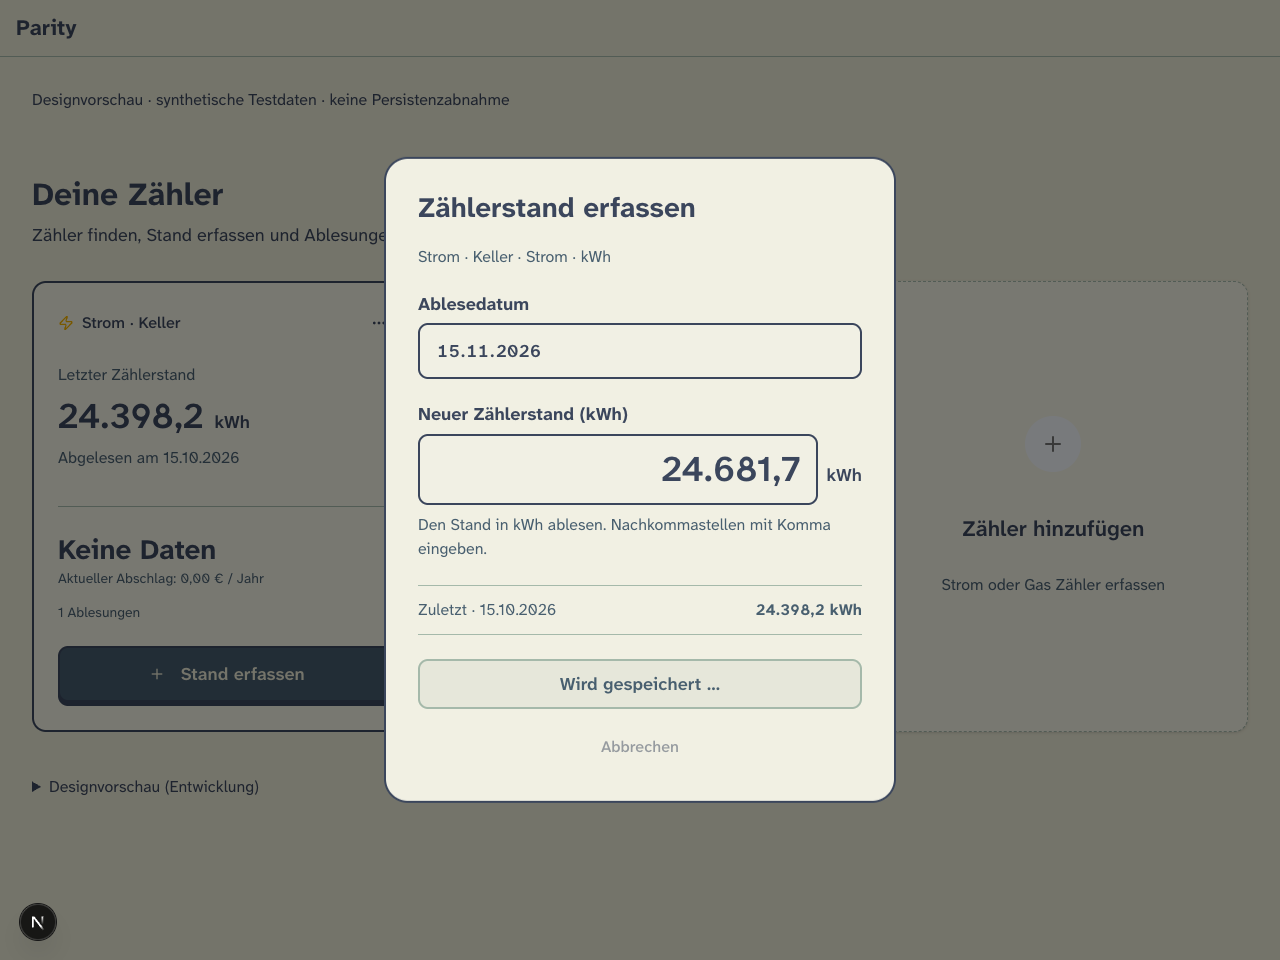 Parity
Designvorschau · synthetische Testdaten · keine Persistenzabnahme
Deine Zähler
Zähler finden, Stand erfassen und Ablesunge
Strom · Keller
Letzter Zählerstand
24.398,2 kWh
Abgelesen am 15.10.2026
Keine Daten
Aktueller Abschlag: 0,00 € / Jahr
1 Ablesungen
+ Stand erfassen
Designvorschau (Entwicklung)
Zählerstand erfassen
Strom · Keller · Strom · kWh
Ablesedatum
15.11.2026
Neuer Zählerstand (kWh)
24.681,7 kWh
Den Stand in kWh ablesen. Nachkommastellen mit Komma
eingeben.
Zuletzt · 15.10.2026 24.398,2 kWh
Wird gespeichert ...
Abbrechen
Zähler hinzufügen
Strom oder Gas Zähler erfassen
N